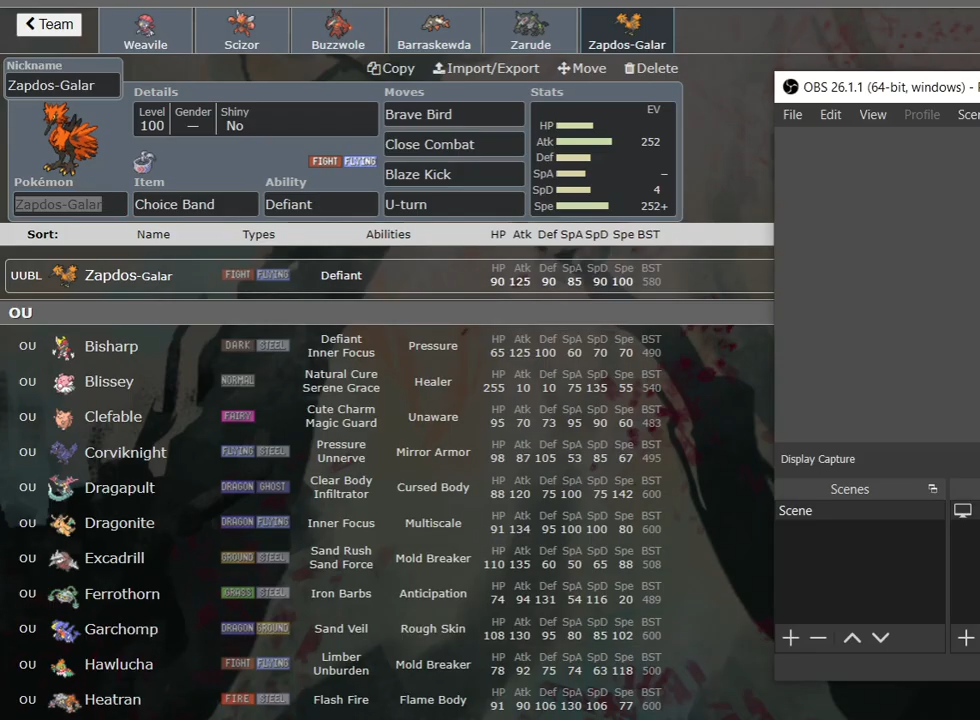 Team
Weavile
Scizor
Buzzwole
Barraskewda
Zarude
Zapdos-Galar
Copy Import/Export Move Delete
Nickname
Zapdos-Galar
Details
Level Gender Shiny
100 — No
FIGHT FLYING
Pokémon
Zapdos-Galar
Item
Choice Band
Ability
Defiant
Moves
Brave Bird
Close Combat
Blaze Kick
U-turn
Stats
EV
HP
Atk 252
Def
SpA –
SpD 4
Spe 252+
Sort: Name Types Abilities HP Atk Def SpA SpD Spe BST
UUBL Zapdos-Galar FIGHT FLYING Defiant HP 90 Atk 125 Def 90 SpA 85 SpD 90 Spe 100 BST 580
OU
OU Bisharp DARK STEEL Defiant Inner Focus Pressure HP 65 Atk 125 Def 100 SpA 60 SpD 70 Spe 70 BST 490
OU Blissey NORMAL Natural Cure Serene Grace Healer HP 255 Atk 10 Def 10 SpA 75 SpD 135 Spe 55 BST 540
OU Clefable FAIRY Cute Charm Magic Guard Unaware HP 95 Atk 70 Def 73 SpA 95 SpD 90 Spe 60 BST 483
OU Corviknight FLYING STEEL Pressure Unnerve Mirror Armor HP 98 Atk 87 Def 105 SpA 53 SpD 85 Spe 67 BST 495
OU Dragapult DRAGON GHOST Clear Body Infiltrator Cursed Body HP 88 Atk 120 Def 75 SpA 100 SpD 75 Spe 142 BST 600
OU Dragonite DRAGON FLYING Inner Focus Multiscale HP 91 Atk 134 Def 95 SpA 100 SpD 100 Spe 80 BST 600
OU Excadrill GROUND STEEL Sand Rush Sand Force Mold Breaker HP 110 Atk 135 Def 60 SpA 50 SpD 65 Spe 88 BST 508
OU Ferrothorn GRASS STEEL Iron Barbs Anticipation HP 74 Atk 94 Def 131 SpA 54 SpD 116 Spe 20 BST 489
OU Garchomp DRAGON GROUND Sand Veil Rough Skin HP 108 Atk 130 Def 95 SpA 80 SpD 85 Spe 102 BST 600
OU Hawlucha FIGHT FLYING Limber Unburden Mold Breaker HP 78 Atk 92 Def 75 SpA 74 SpD 63 Spe 118 BST 500
OU Heatran FIRE STEEL Flash Fire Flame Body HP 91 Atk 90 Def 106 SpA 130 SpD 106 Spe 77 BST 600
OBS 26.1.1 (64-bit, windows) -
File Edit View Profile Scen
Display Capture
Scenes
Scene